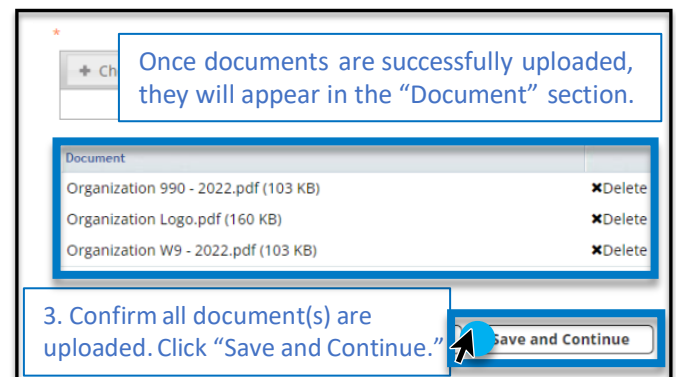 *
+ Ch
Once documents are successfully uploaded,
they will appear in the “Document” section.
Document
Organization 990 - 2022.pdf (103 KB) ✖Delete
Organization Logo.pdf (160 KB) ✖Delete
Organization W9 - 2022.pdf (103 KB) ✖Delete
3. Confirm all document(s) are
uploaded. Click “Save and Continue.”
Save and Continue